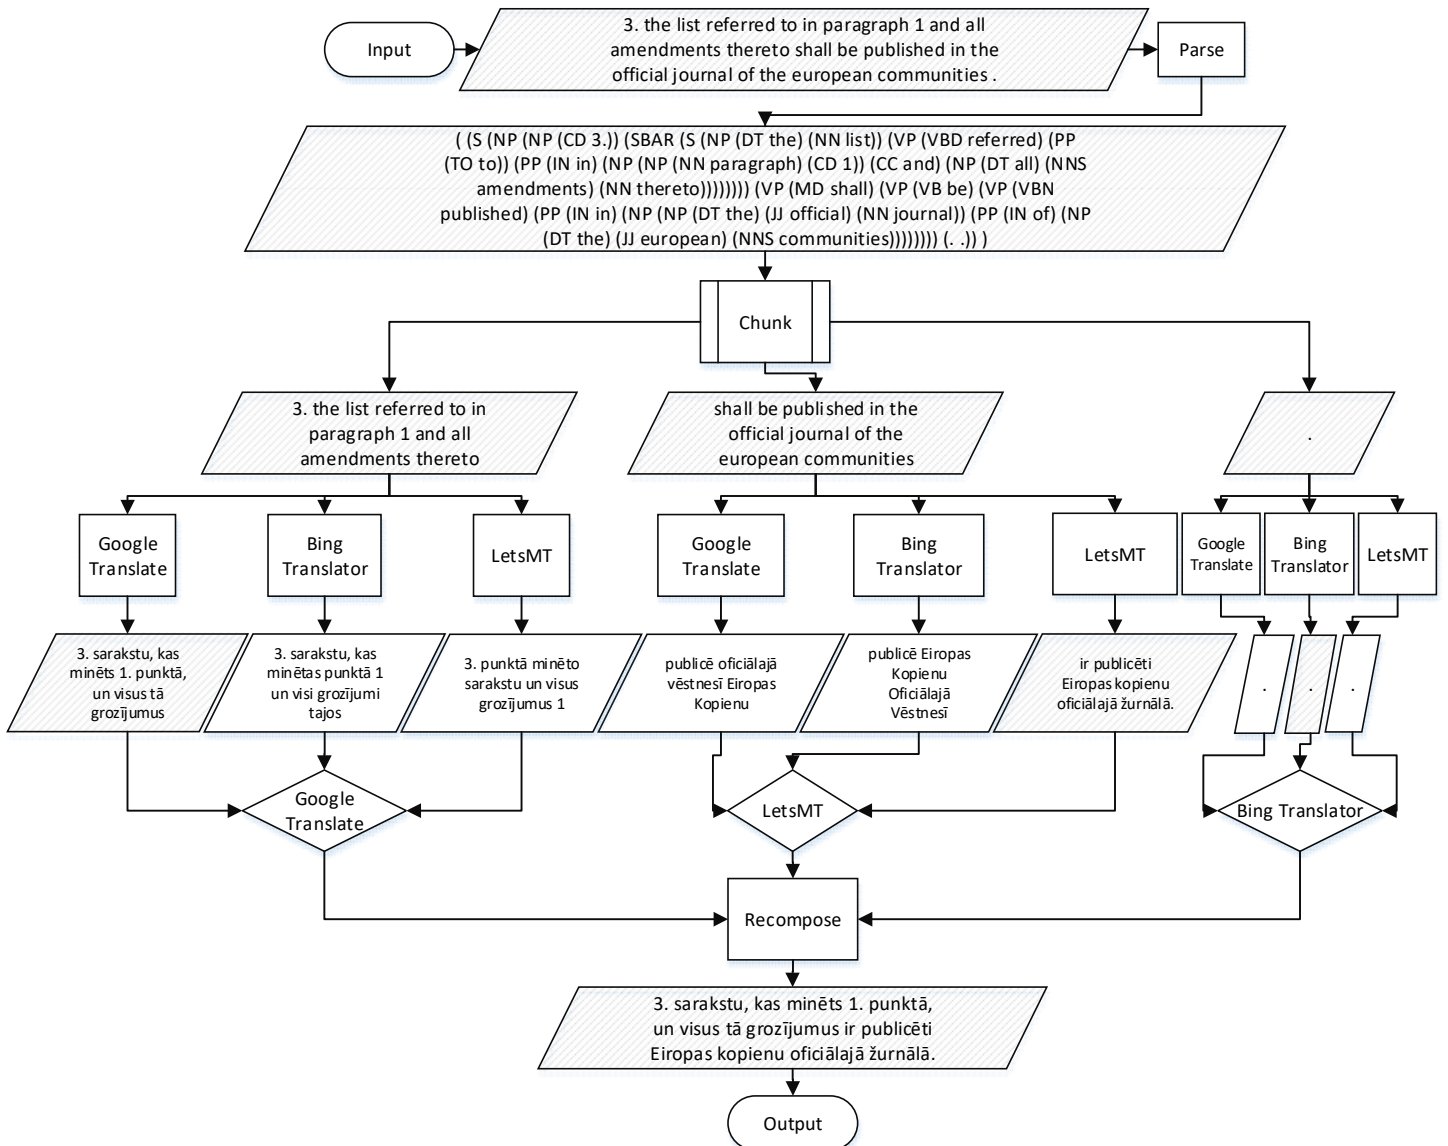 Input
3. the list referred to in paragraph 1 and all
amendments thereto shall be published in the
official journal of the european communities .
Parse
( (S (NP (NP (CD 3.)) (SBAR (S (NP (DT the) (NN list)) (VP (VBD referred) (PP
(TO to)) (PP (IN in) (NP (NP (NN paragraph) (CD 1)) (CC and) (NP (DT all) (NNS
amendments) (NN thereto)))))))) (VP (MD shall) (VP (VB be) (VP (VBN
published) (PP (IN in) (NP (NP (DT the) (JJ official) (NN journal)) (PP (IN of) (NP
(DT the) (JJ european) (NNS communities)))))))) (. .)) )
Chunk
3. the list referred to in
paragraph 1 and all
amendments thereto
shall be published in the
official journal of the
european communities
.
Google
Translate
Bing
Translator
LetsMT
Google
Translate
Bing
Translator
LetsMT
Google
Translate
Bing
Translator
LetsMT
3. sarakstu, kas
minēts 1. punktā,
un visus tā
grozījumus
3. sarakstu, kas
minētas punktā 1
un visi grozījumi
tajos
3. punktā minēto
sarakstu un visus
grozījumus 1
publicē oficiālajā
vēstnesī Eiropas
Kopienu
publicē Eiropas
Kopienu
Oficiālajā
Vēstnesī
ir publicēti
Eiropas kopienu
oficiālajā žurnālā.
.
.
.
Google
Translate
LetsMT
Bing Translator
Recompose
3. sarakstu, kas minēts 1. punktā,
un visus tā grozījumus ir publicēti
Eiropas kopienu oficiālajā žurnālā.
Output